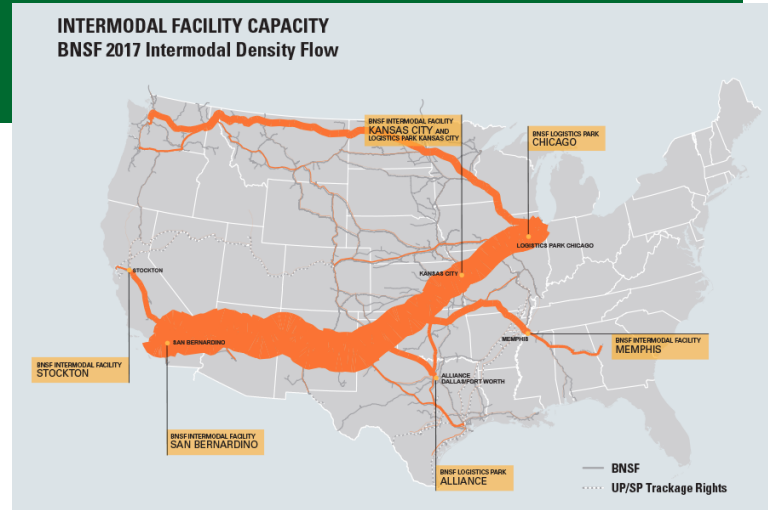 INTERMODAL FACILITY CAPACITY
BNSF 2017 Intermodal Density Flow
BNSF INTERMODAL FACILITY
KANSAS CITY AND
LOGISTICS PARK KANSAS CITY
BNSF LOGISTICS PARK
CHICAGO
LOGISTICS PARK CHICAGO
STOCKTON
KANSAS CITY
SAN BERNARDINO
MEMPHIS
BNSF INTERMODAL FACILITY
MEMPHIS
BNSF INTERMODAL FACILITY
STOCKTON
ALLIANCE
DALLAS/FORT WORTH
BNSF INTERMODAL FACILITY
SAN BERNARDINO
BNSF LOGISTICS PARK
ALLIANCE
BNSF
UP/SP Trackage Rights